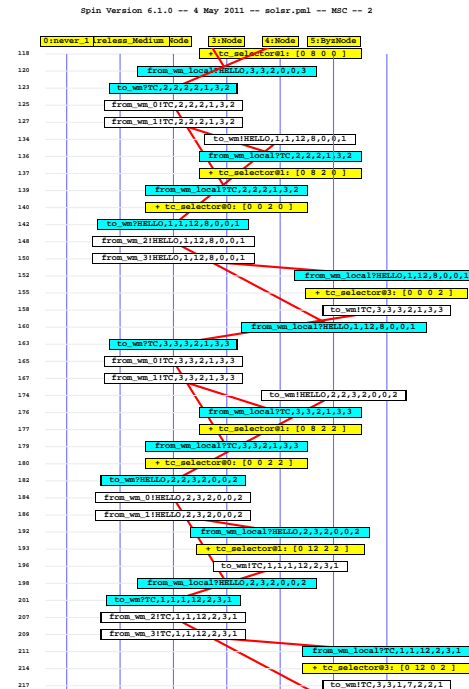 Spin Version 6.1.0 -- 4 May 2011 -- solsr.pml -- MSC -- 2
0:never_1 ireless_Medium Node 3:Node 4:Node 5:ByzNode
118 + tc_selector@1: [0 8 0 0 ]
120 from_wm_local?HELLO,3,3,2,0,0,3
123 to_wm?TC,2,2,2,2,1,3,2
125 from_wm_0!TC,2,2,2,1,3,2
127 from_wm_1!TC,2,2,2,1,3,2
134 to_wm!HELLO,1,1,12,8,0,0,1
136 from_wm_local?TC,2,2,2,1,3,2
137 + tc_selector@1: [0 8 2 0 ]
139 from_wm_local?TC,2,2,2,1,3,2
140 + tc_selector@0: [0 0 2 0 ]
142 to_wm?HELLO,1,1,12,8,0,0,1
148 from_wm_2!HELLO,1,12,8,0,0,1
150 from_wm_3!HELLO,1,12,8,0,0,1
152 from_wm_local?HELLO,1,12,8,0,0,1
155 + tc_selector@3: [0 0 0 2 ]
158 to_wm!TC,3,3,3,2,1,3,3
160 from_wm_local?HELLO,1,12,8,0,0,1
163 to_wm?TC,3,3,3,2,1,3,3
165 from_wm_0!TC,3,3,2,1,3,3
167 from_wm_1!TC,3,3,2,1,3,3
174 to_wm!HELLO,2,2,3,2,0,0,2
176 from_wm_local?TC,3,3,2,1,3,3
177 + tc_selector@1: [0 8 2 2 ]
179 from_wm_local?TC,3,3,2,1,3,3
180 + tc_selector@0: [0 0 2 2 ]
182 to_wm?HELLO,2,2,3,2,0,0,2
184 from_wm_0!HELLO,2,3,2,0,0,2
186 from_wm_1!HELLO,2,3,2,0,0,2
192 from_wm_local?HELLO,2,3,2,0,0,2
193 + tc_selector@1: [0 12 2 2 ]
196 to_wm!TC,1,1,1,12,2,3,1
198 from_wm_local?HELLO,2,3,2,0,0,2
201 to_wm?TC,1,1,1,12,2,3,1
207 from_wm_2!TC,1,1,12,2,3,1
209 from_wm_3!TC,1,1,12,2,3,1
211 from_wm_local?TC,1,1,12,2,3,1
214 + tc_selector@3: [0 12 0 2 ]
217 to_wm!TC,3,3,1,7,2,2,1